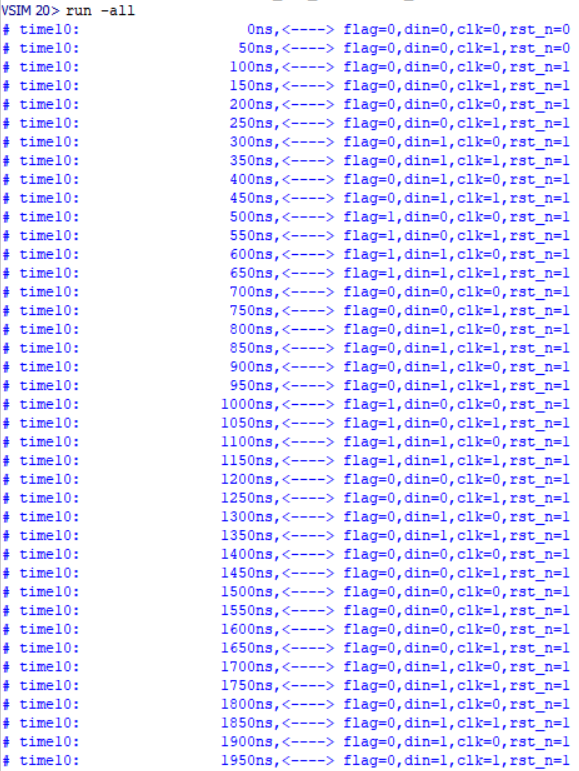 VSIM 20> run -all
# time10:                    0ns,<----> flag=0,din=0,clk=0,rst_n=0
# time10:                   50ns,<----> flag=0,din=0,clk=1,rst_n=0
# time10:                  100ns,<----> flag=0,din=0,clk=0,rst_n=1
# time10:                  150ns,<----> flag=0,din=0,clk=1,rst_n=1
# time10:                  200ns,<----> flag=0,din=0,clk=0,rst_n=1
# time10:                  250ns,<----> flag=0,din=0,clk=1,rst_n=1
# time10:                  300ns,<----> flag=0,din=1,clk=0,rst_n=1
# time10:                  350ns,<----> flag=0,din=1,clk=1,rst_n=1
# time10:                  400ns,<----> flag=0,din=1,clk=0,rst_n=1
# time10:                  450ns,<----> flag=0,din=1,clk=1,rst_n=1
# time10:                  500ns,<----> flag=1,din=0,clk=0,rst_n=1
# time10:                  550ns,<----> flag=1,din=0,clk=1,rst_n=1
# time10:                  600ns,<----> flag=1,din=1,clk=0,rst_n=1
# time10:                  650ns,<----> flag=1,din=1,clk=1,rst_n=1
# time10:                  700ns,<----> flag=0,din=0,clk=0,rst_n=1
# time10:                  750ns,<----> flag=0,din=0,clk=1,rst_n=1
# time10:                  800ns,<----> flag=0,din=1,clk=0,rst_n=1
# time10:                  850ns,<----> flag=0,din=1,clk=1,rst_n=1
# time10:                  900ns,<----> flag=0,din=1,clk=0,rst_n=1
# time10:                  950ns,<----> flag=0,din=1,clk=1,rst_n=1
# time10:                 1000ns,<----> flag=1,din=0,clk=0,rst_n=1
# time10:                 1050ns,<----> flag=1,din=0,clk=1,rst_n=1
# time10:                 1100ns,<----> flag=1,din=1,clk=0,rst_n=1
# time10:                 1150ns,<----> flag=1,din=1,clk=1,rst_n=1
# time10:                 1200ns,<----> flag=0,din=0,clk=0,rst_n=1
# time10:                 1250ns,<----> flag=0,din=0,clk=1,rst_n=1
# time10:                 1300ns,<----> flag=0,din=1,clk=0,rst_n=1
# time10:                 1350ns,<----> flag=0,din=1,clk=1,rst_n=1
# time10:                 1400ns,<----> flag=0,din=0,clk=0,rst_n=1
# time10:                 1450ns,<----> flag=0,din=0,clk=1,rst_n=1
# time10:                 1500ns,<----> flag=0,din=0,clk=0,rst_n=1
# time10:                 1550ns,<----> flag=0,din=0,clk=1,rst_n=1
# time10:                 1600ns,<----> flag=0,din=0,clk=0,rst_n=1
# time10:                 1650ns,<----> flag=0,din=0,clk=1,rst_n=1
# time10:                 1700ns,<----> flag=0,din=1,clk=0,rst_n=1
# time10:                 1750ns,<----> flag=0,din=1,clk=1,rst_n=1
# time10:                 1800ns,<----> flag=0,din=1,clk=0,rst_n=1
# time10:                 1850ns,<----> flag=0,din=1,clk=1,rst_n=1
# time10:                 1900ns,<----> flag=0,din=1,clk=0,rst_n=1
# time10:                 1950ns,<----> flag=0,din=1,clk=1,rst_n=1